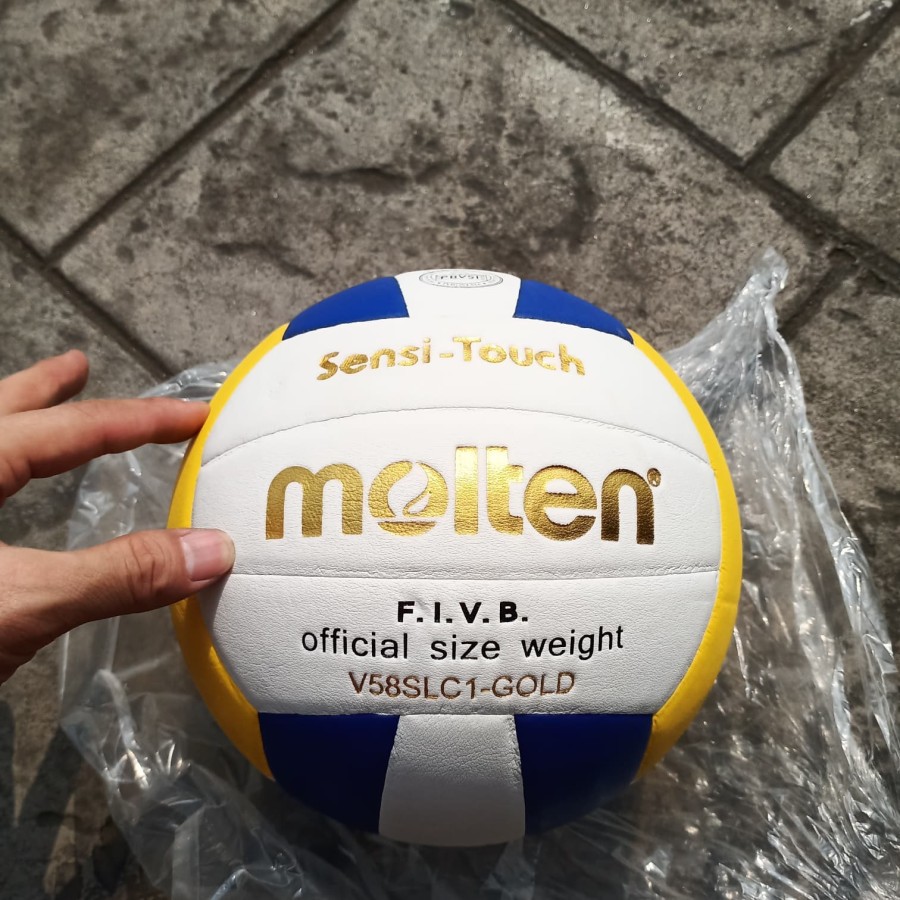 Sensi-Touch
molten®
F.I.V.B.
official size weight
V58SLC1-GOLD